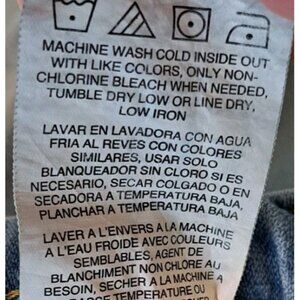 MACHINE WASH COLD INSIDE OUT
WITH LIKE COLORS, ONLY NON-
CHLORINE BLEACH WHEN NEEDED,
TUMBLE DRY LOW OR LINE DRY,
LOW IRON
LAVAR EN LAVADORA CON AGUA
FRIA AL REVES CON COLORES
SIMILARES, USAR SOLO
BLANQUEADOR SIN CLORO SI ES
NECESARIO, SECAR COLGADO O EN
SECADORA A TEMPERATURA BAJA,
PLANCHAR A TEMPERATURA BAJA
LAVER A L'ENVERS A LA MACHINE
A L'EAU FROIDE AVEC COULEURS
SEMBLABLES, AGENT DE
BLANCHIMENT NON CHLORE AU
BESOIN, SECHER A LA MACHINE A
BASSE TEMPERATURE OU